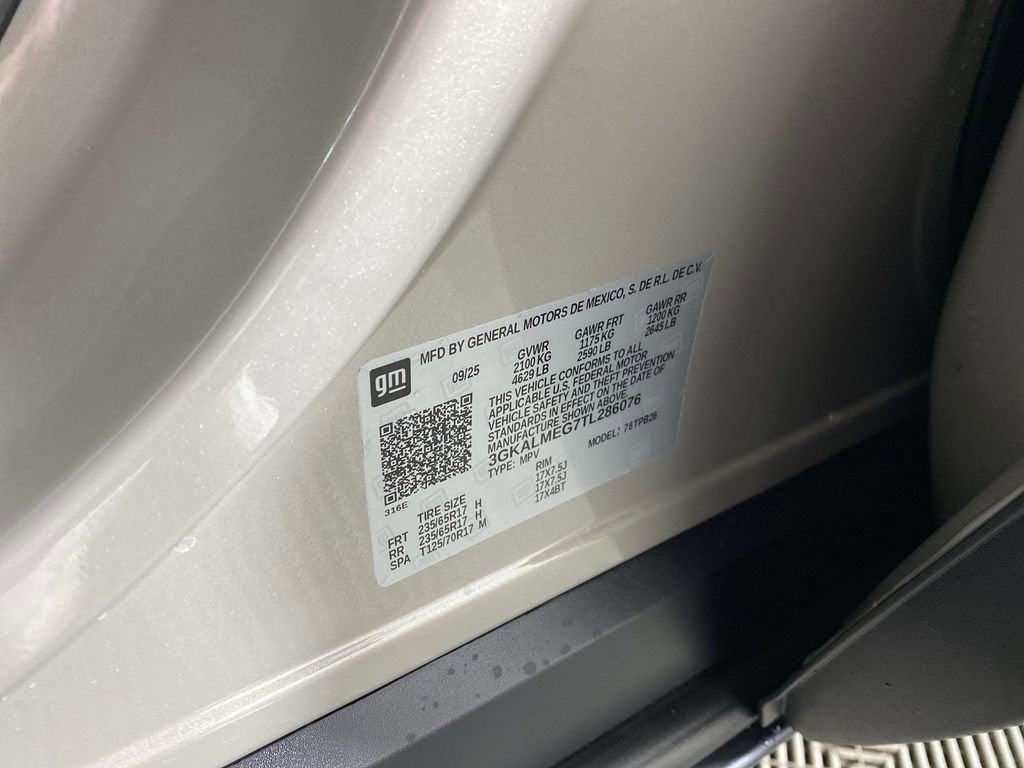 gm
MFD BY GENERAL MOTORS DE MEXICO, S. DE R.L. DE C.V.
09/25
GVWR GAWR FRT GAWR RR
2100 KG 1175 KG 1200 KG
4629 LB 2590 LB 2645 LB
THIS VEHICLE CONFORMS TO ALL
APPLICABLE U.S. FEDERAL MOTOR
VEHICLE SAFETY AND THEFT PREVENTION
STANDARDS IN EFFECT ON THE DATE OF
MANUFACTURE SHOWN ABOVE.
3GKALMEG7TL286076
TYPE: MPV MODEL: 76TPB26
316E
TIRE SIZE RIM
FRT 235/65R17 H 17X7.5J
RR 235/65R17 H 17X7.5J
SPA T125/70R17 M 17X4BT